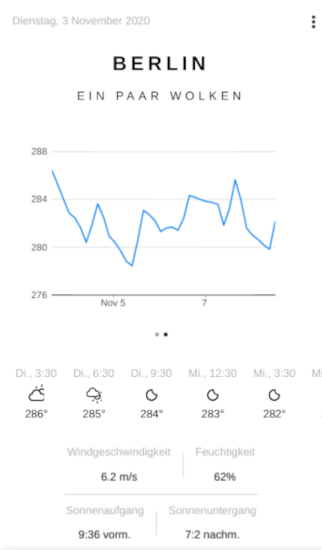 Dienstag, 3 November 2020
BERLIN
EIN PAAR WOLKEN
288
284
280
276
Nov 5 7
Di., 3:30 Di., 6:30 Di., 9:30 Mi., 12:30 Mi., 3:30 Mi
286° 285° 284° 283° 282°
Windgeschwindigkeit Feuchtigkeit
6.2 m/s 62%
Sonnenaufgang Sonnenuntergang
9:36 vorm. 7:2 nachm.